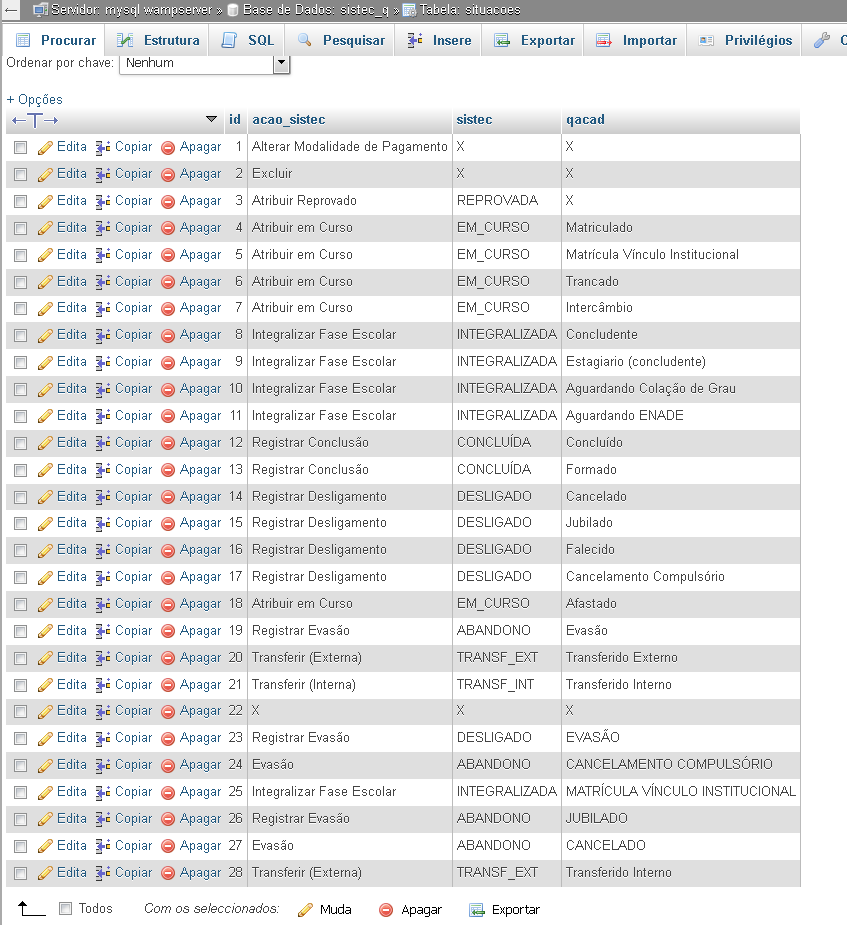 Servidor: mysql wampserver » Base de Dados: sistec_q » Tabela: situacoes
Procurar Estrutura SQL Pesquisar Insere Exportar Importar Privilégios
Ordenar por chave: Nenhum
+ Opções
id acao_sistec sistec qacad
Edita Copiar Apagar 1 Alterar Modalidade de Pagamento X X
Edita Copiar Apagar 2 Excluir X X
Edita Copiar Apagar 3 Atribuir Reprovado REPROVADA X
Edita Copiar Apagar 4 Atribuir em Curso EM_CURSO Matriculado
Edita Copiar Apagar 5 Atribuir em Curso EM_CURSO Matrícula Vínculo Institucional
Edita Copiar Apagar 6 Atribuir em Curso EM_CURSO Trancado
Edita Copiar Apagar 7 Atribuir em Curso EM_CURSO Intercâmbio
Edita Copiar Apagar 8 Integralizar Fase Escolar INTEGRALIZADA Concludente
Edita Copiar Apagar 9 Integralizar Fase Escolar INTEGRALIZADA Estagiario (concludente)
Edita Copiar Apagar 10 Integralizar Fase Escolar INTEGRALIZADA Aguardando Colação de Grau
Edita Copiar Apagar 11 Integralizar Fase Escolar INTEGRALIZADA Aguardando ENADE
Edita Copiar Apagar 12 Registrar Conclusão CONCLUÍDA Concluído
Edita Copiar Apagar 13 Registrar Conclusão CONCLUÍDA Formado
Edita Copiar Apagar 14 Registrar Desligamento DESLIGADO Cancelado
Edita Copiar Apagar 15 Registrar Desligamento DESLIGADO Jubilado
Edita Copiar Apagar 16 Registrar Desligamento DESLIGADO Falecido
Edita Copiar Apagar 17 Registrar Desligamento DESLIGADO Cancelamento Compulsório
Edita Copiar Apagar 18 Atribuir em Curso EM_CURSO Afastado
Edita Copiar Apagar 19 Registrar Evasão ABANDONO Evasão
Edita Copiar Apagar 20 Transferir (Externa) TRANSF_EXT Transferido Externo
Edita Copiar Apagar 21 Transferir (Interna) TRANSF_INT Transferido Interno
Edita Copiar Apagar 22 X X X
Edita Copiar Apagar 23 Registrar Evasão DESLIGADO EVASÃO
Edita Copiar Apagar 24 Evasão ABANDONO CANCELAMENTO COMPULSÓRIO
Edita Copiar Apagar 25 Integralizar Fase Escolar INTEGRALIZADA MATRÍCULA VÍNCULO INSTITUCIONAL
Edita Copiar Apagar 26 Registrar Evasão ABANDONO JUBILADO
Edita Copiar Apagar 27 Evasão ABANDONO CANCELADO
Edita Copiar Apagar 28 Transferir (Externa) TRANSF_EXT Transferido Interno
Todos Com os seleccionados: Muda Apagar Exportar